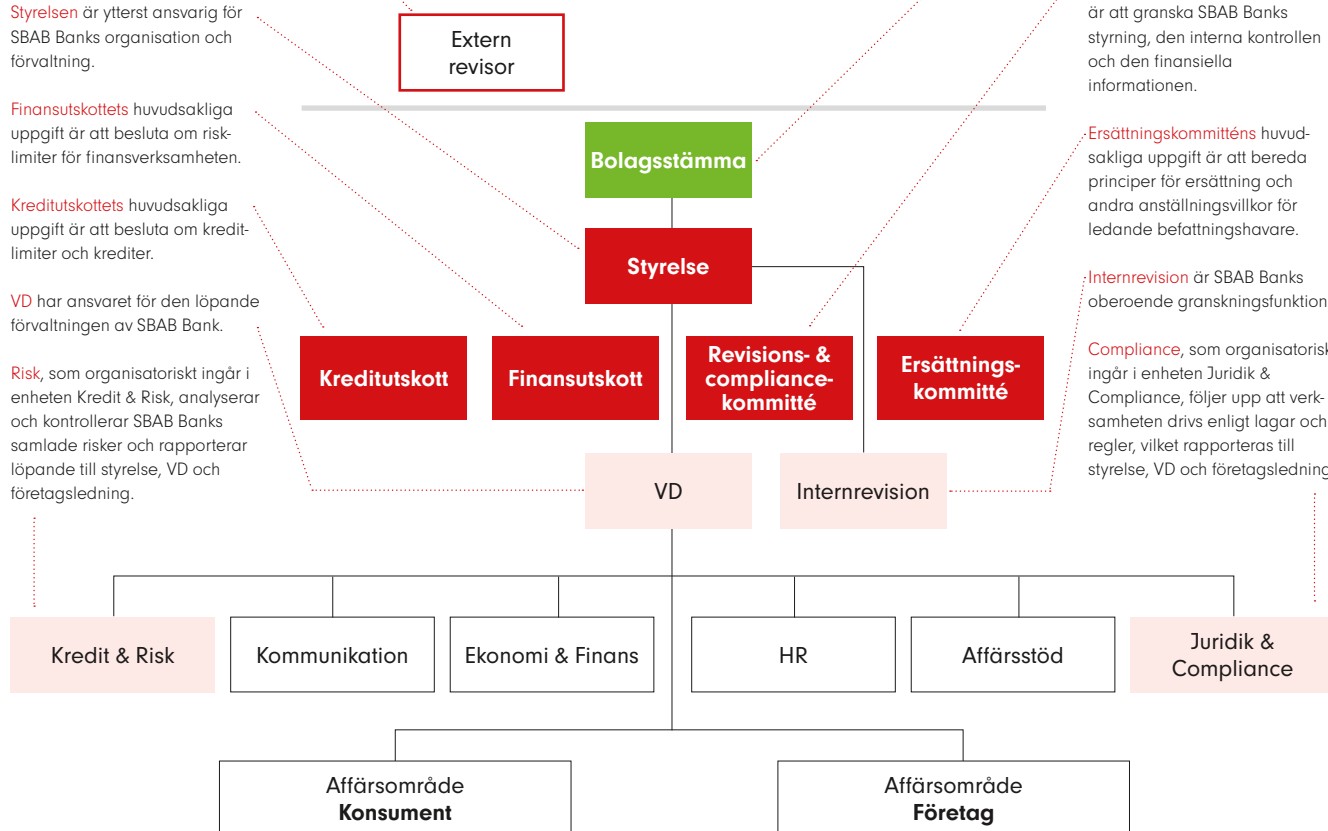 Styrelsen är ytterst ansvarig för
SBAB Banks organisation och
förvaltning.
Finansutskottets huvudsakliga
uppgift är att besluta om risk-
limiter för finansverksamheten.
Kreditutskottets huvudsakliga
uppgift är att besluta om kredit-
limiter och krediter.
VD har ansvaret för den löpande
förvaltningen av SBAB Bank.
Risk, som organisatoriskt ingår i
enheten Kredit & Risk, analyserar
och kontrollerar SBAB Banks
samlade risker och rapporterar
löpande till styrelse, VD och
företagsledning.
Extern
revisor
är att granska SBAB Banks
styrning, den interna kontrollen
och den finansiella
informationen.
Ersättningskommitténs huvud-
sakliga uppgift är att bereda
principer för ersättning och
andra anställningsvillkor för
ledande befattningshavare.
Internrevision är SBAB Banks
oberoende granskningsfunktion
Compliance, som organisatorisk
ingår i enheten Juridik &
Compliance, följer upp att verk-
samheten drivs enligt lagar och
regler, vilket rapporteras till
styrelse, VD och företagsledning
Bolagsstämma
Styrelse
Kreditutskott
Finansutskott
Revisions- &
compliance-
kommitté
Ersättnings-
kommitté
VD
Internrevision
Kredit & Risk
Kommunikation
Ekonomi & Finans
HR
Affärsstöd
Juridik &
Compliance
Affärsområde
Konsument
Affärsområde
Företag